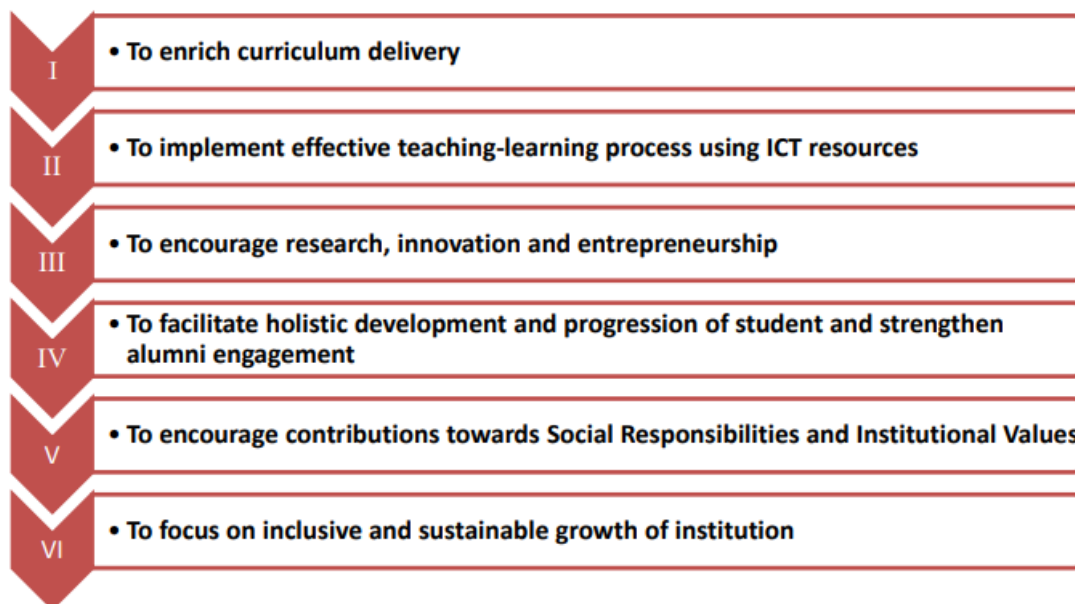 I
• To enrich curriculum delivery
II
• To implement effective teaching-learning process using ICT resources
III
• To encourage research, innovation and entrepreneurship
IV
• To facilitate holistic development and progression of student and strengthen
alumni engagement
V
• To encourage contributions towards Social Responsibilities and Institutional Values
VI
• To focus on inclusive and sustainable growth of institution